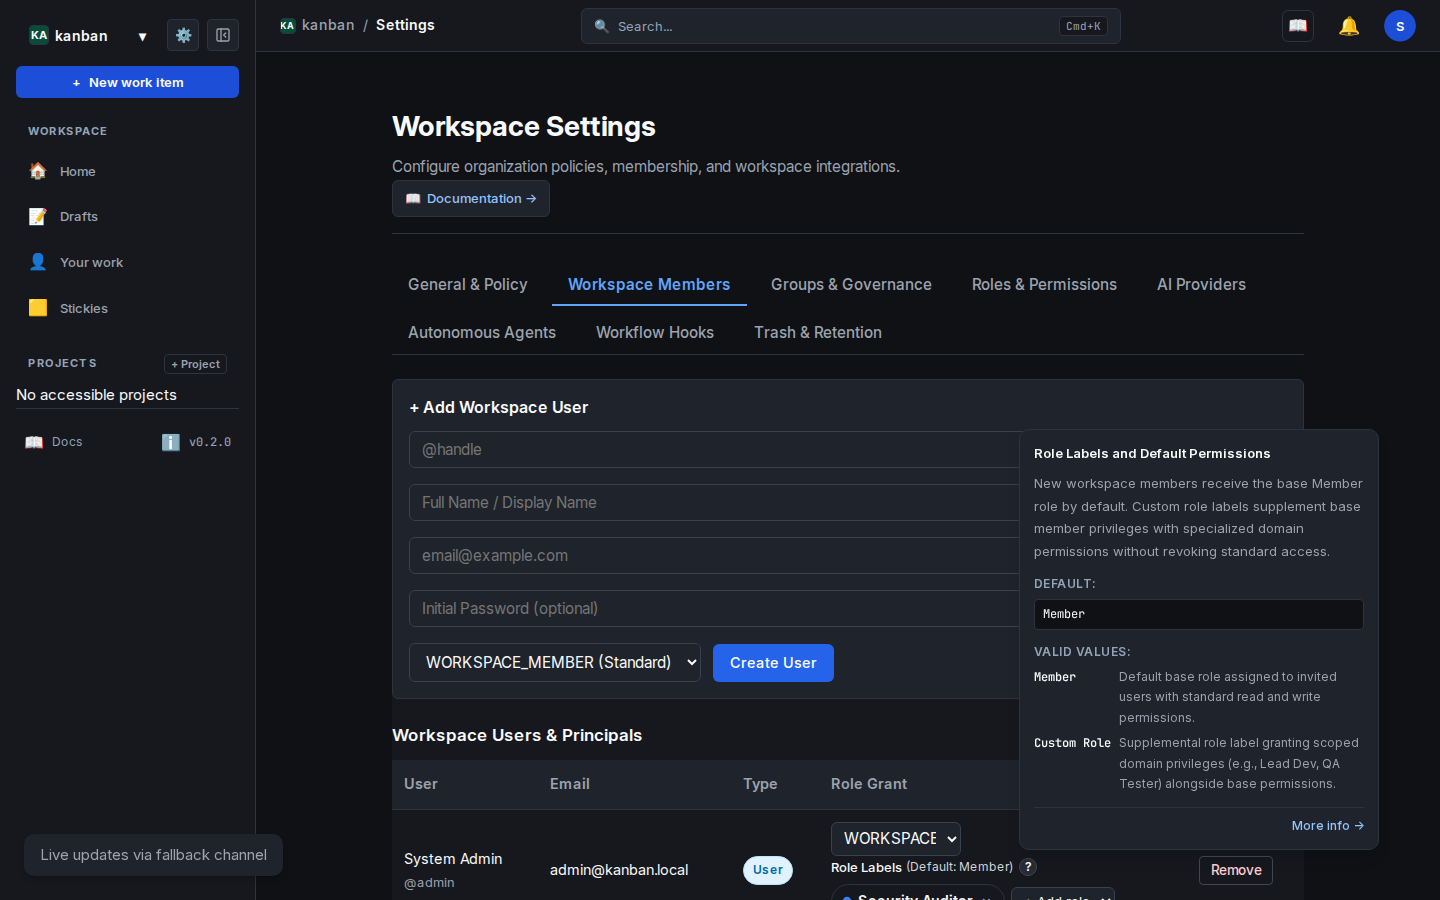 KA kanban
+ New work item
WORKSPACE
Home
Drafts
Your work
Stickies
PROJECTS
+ Project
No accessible projects
Docs
v0.2.0
Live updates via fallback channel
KA kanban / Settings
Search...
Cmd+K
S
Workspace Settings
Configure organization policies, membership, and workspace integrations.
Documentation →
General & Policy
Workspace Members
Groups & Governance
Roles & Permissions
AI Providers
Autonomous Agents
Workflow Hooks
Trash & Retention
+ Add Workspace User
@handle
Full Name / Display Name
email@example.com
Initial Password (optional)
WORKSPACE_MEMBER (Standard)
Create User
Role Labels and Default Permissions
New workspace members receive the base Member
role by default. Custom role labels supplement base
member privileges with specialized domain
permissions without revoking standard access.
DEFAULT:
Member
VALID VALUES:
Member Default base role assigned to invited
users with standard read and write
permissions.
Custom Role Supplemental role label granting scoped
domain privileges (e.g., Lead Dev, QA
Tester) alongside base permissions.
More info →
Workspace Users & Principals
User Email Type Role Grant
System Admin
@admin
admin@kanban.local
User
WORKSPACE
Role Labels (Default: Member) ?
Security Auditor
+ Add role
Remove